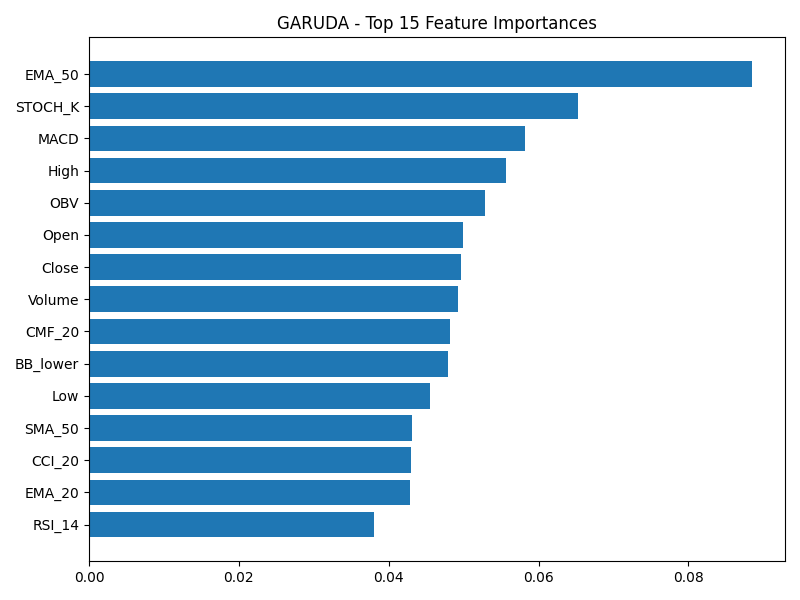 GARUDA - Top 15 Feature Importances
EMA_50
STOCH_K
MACD
High
OBV
Open
Close
Volume
CMF_20
BB_lower
Low
SMA_50
CCI_20
EMA_20
RSI_14
0.00 0.02 0.04 0.06 0.08